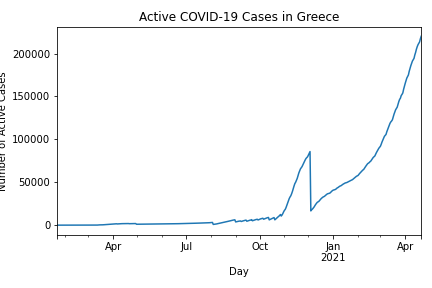 Active COVID-19 Cases in Greece
Number of Active Cases
200000
150000
100000
50000
0
Apr
Jul
Oct
Jan
2021
Apr
Day